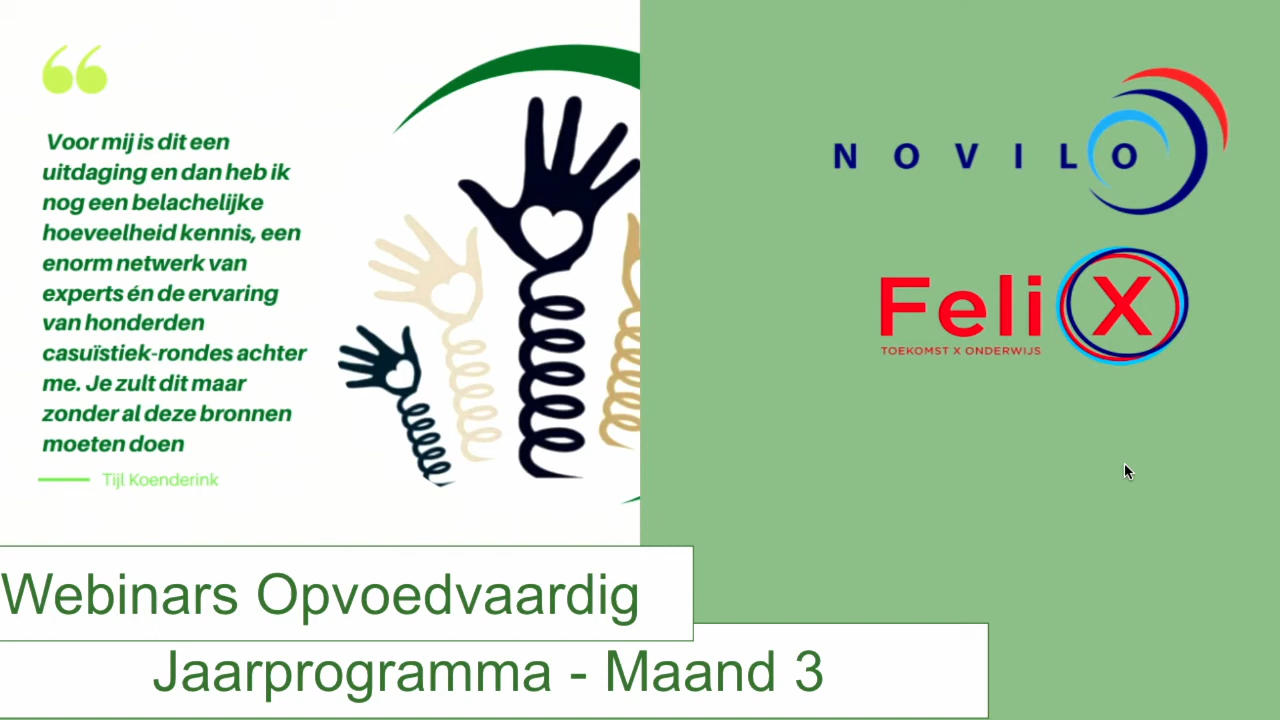 Voor mij is dit een
uitdaging en dan heb ik
nog een belachelijke
hoeveelheid kennis, een
enorm netwerk van
experts én de ervaring
van honderden
casuïstiek-rondes achter
me. Je zult dit maar
zonder al deze bronnen
moeten doen
Tijl Koenderink
NOVILO
FeliX
TOEKOMST X ONDERWIJS
Webinars Opvoedvaardig
Jaarprogramma - Maand 3